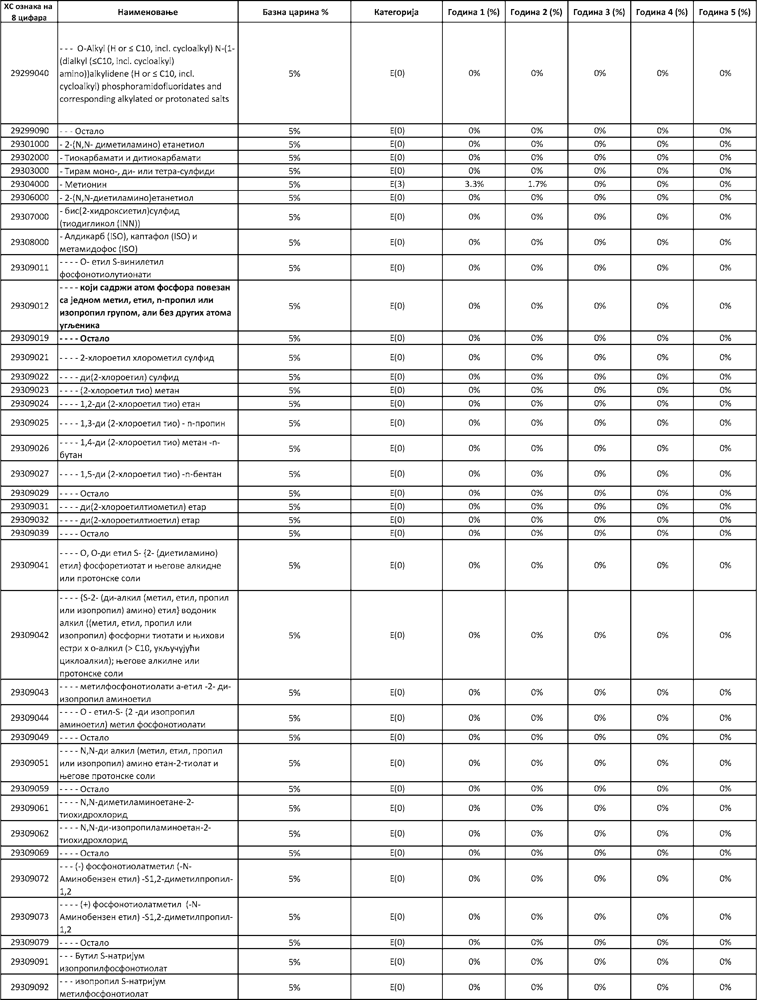 ХС ознака на 8 цифара Наименовање Базна царина % Категорија Година 1 (%) Година 2 (%) Година 3 (%) Година 4 (%) Година 5 (%)
29299040 - - - O-Alkyl (H or ≤ C10, incl. cycloalkyl) N-(1-
(dialkyl (≤C10, incl. cycloalkyl)
amino))alkylidene (H or ≤ C10, incl.
cycloalkyl) phosphoramidofluoridates and
corresponding alkylated or protonated salts 5% E(0) 0% 0% 0% 0% 0%
29299090 - - - Остало 5% E(0) 0% 0% 0% 0% 0%
29301000 - 2-(N,N- диметиламино) етанетиол 5% E(0) 0% 0% 0% 0% 0%
29302000 - Тиокарбамати и дитиокарбамати 5% E(0) 0% 0% 0% 0% 0%
29303000 - Тирам моно-, ди- или тетра-сулфиди 5% E(0) 0% 0% 0% 0% 0%
29304000 - Метионин 5% E(3) 3.3% 1.7% 0% 0% 0%
29306000 - 2-(N,N-диетиламино)етанетиол 5% E(0) 0% 0% 0% 0% 0%
29307000 - бис(2-хидроксиетил)сулфид
(тиодигликол (INN)) 5% E(0) 0% 0% 0% 0% 0%
29308000 - Алдикарб (ISO), каптафол (ISO) и
метамидофос (ISO) 5% E(0) 0% 0% 0% 0% 0%
29309011 - - - - О- етил S-винилетил
фосфонотиолутионати 5% E(0) 0% 0% 0% 0% 0%
29309012 - - - - који садржи атом фосфора повезан
са једном метил, етил, n-пропил или
изопропил групом, али без других атома
угљеника 5% E(0) 0% 0% 0% 0% 0%
29309019 - - - - Остало 5% E(0) 0% 0% 0% 0% 0%
29309021 - - - - 2-хлороетил хлорометил сулфид 5% E(0) 0% 0% 0% 0% 0%
29309022 - - - - ди(2-хлороетил) сулфид 5% E(0) 0% 0% 0% 0% 0%
29309023 - - - - (2-хлороетил тио) метан 5% E(0) 0% 0% 0% 0% 0%
29309024 - - - - 1,2-ди (2-хлороетил тио) етан 5% E(0) 0% 0% 0% 0% 0%
29309025 - - - - 1,3-ди (2-хлороетил тио) - n-пропин 5% E(0) 0% 0% 0% 0% 0%
29309026 - - - - 1,4-ди (2-хлороетил тио) метан -n-
бутан 5% E(0) 0% 0% 0% 0% 0%
29309027 - - - - 1,5-ди (2-хлороетил тио) -n-бентан 5% E(0) 0% 0% 0% 0% 0%
29309029 - - - - Остало 5% E(0) 0% 0% 0% 0% 0%
29309031 - - - - ди(2-хлороетилтиометил) етар 5% E(0) 0% 0% 0% 0% 0%
29309032 - - - - ди(2-хлороетилтиоетил) етар 5% E(0) 0% 0% 0% 0% 0%
29309039 - - - - Остало 5% E(0) 0% 0% 0% 0% 0%
29309041 - - - - О, О-ди етил S- {2- (диетиламино)
етил} фосфоретиотат и његове алкидне
или протонске соли 5% E(0) 0% 0% 0% 0% 0%
29309042 - - - - {S-2- (ди-алкил (метил, етил, пропил
или изопропил) амино) етил} водоник
алкил ((метил, етил, пропил или
изопропил) фосфорни тиотати и њихови
естри х о-алкил (> C10, укључујући
циклоалкил); његове алкилне или
протонске соли 5% E(0) 0% 0% 0% 0% 0%
29309043 - - - - метилфосфонотиолати а-етил -2- ди-
изопропил аминоетил 5% E(0) 0% 0% 0% 0% 0%
29309044 - - - - О - етил-S- (2 -ди изопропил
аминоетил) метил фосфонотиолати 5% E(0) 0% 0% 0% 0% 0%
29309049 - - - - Остало 5% E(0) 0% 0% 0% 0% 0%
29309051 - - - - N,N-ди алкил (метил, етил, пропил
или изопропил) амино етан-2-тиолат и
његове протонске соли 5% E(0) 0% 0% 0% 0% 0%
29309059 - - - - Остало 5% E(0) 0% 0% 0% 0% 0%
29309061 - - - - N,N-диметиламиноетане-2-
тиохидрохлорид 5% E(0) 0% 0% 0% 0% 0%
29309062 - - - - N,N-ди-изопропиламиноетан-2-
тиохидрохлорид 5% E(0) 0% 0% 0% 0% 0%
29309069 - - - - Остало 5% E(0) 0% 0% 0% 0% 0%
29309072 - - - (-) фосфонотиолатметил (-N-
Аминобензен етил) -S1,2-диметилпропил-
1,2 5% E(0) 0% 0% 0% 0% 0%
29309073 - - - - (+) фосфонотиолатметил (-N-
Аминобензен етил) -S1,2-диметилпропил-
1,2 5% E(0) 0% 0% 0% 0% 0%
29309079 - - - - Остало 5% E(0) 0% 0% 0% 0% 0%
29309091 - - - Бутил S-натријум
изопропилфосфонотиолат 5% E(0) 0% 0% 0% 0% 0%
29309092 - - - изопропил S-натријум
метилфосфонотиолат 5% E(0) 0% 0% 0% 0% 0%